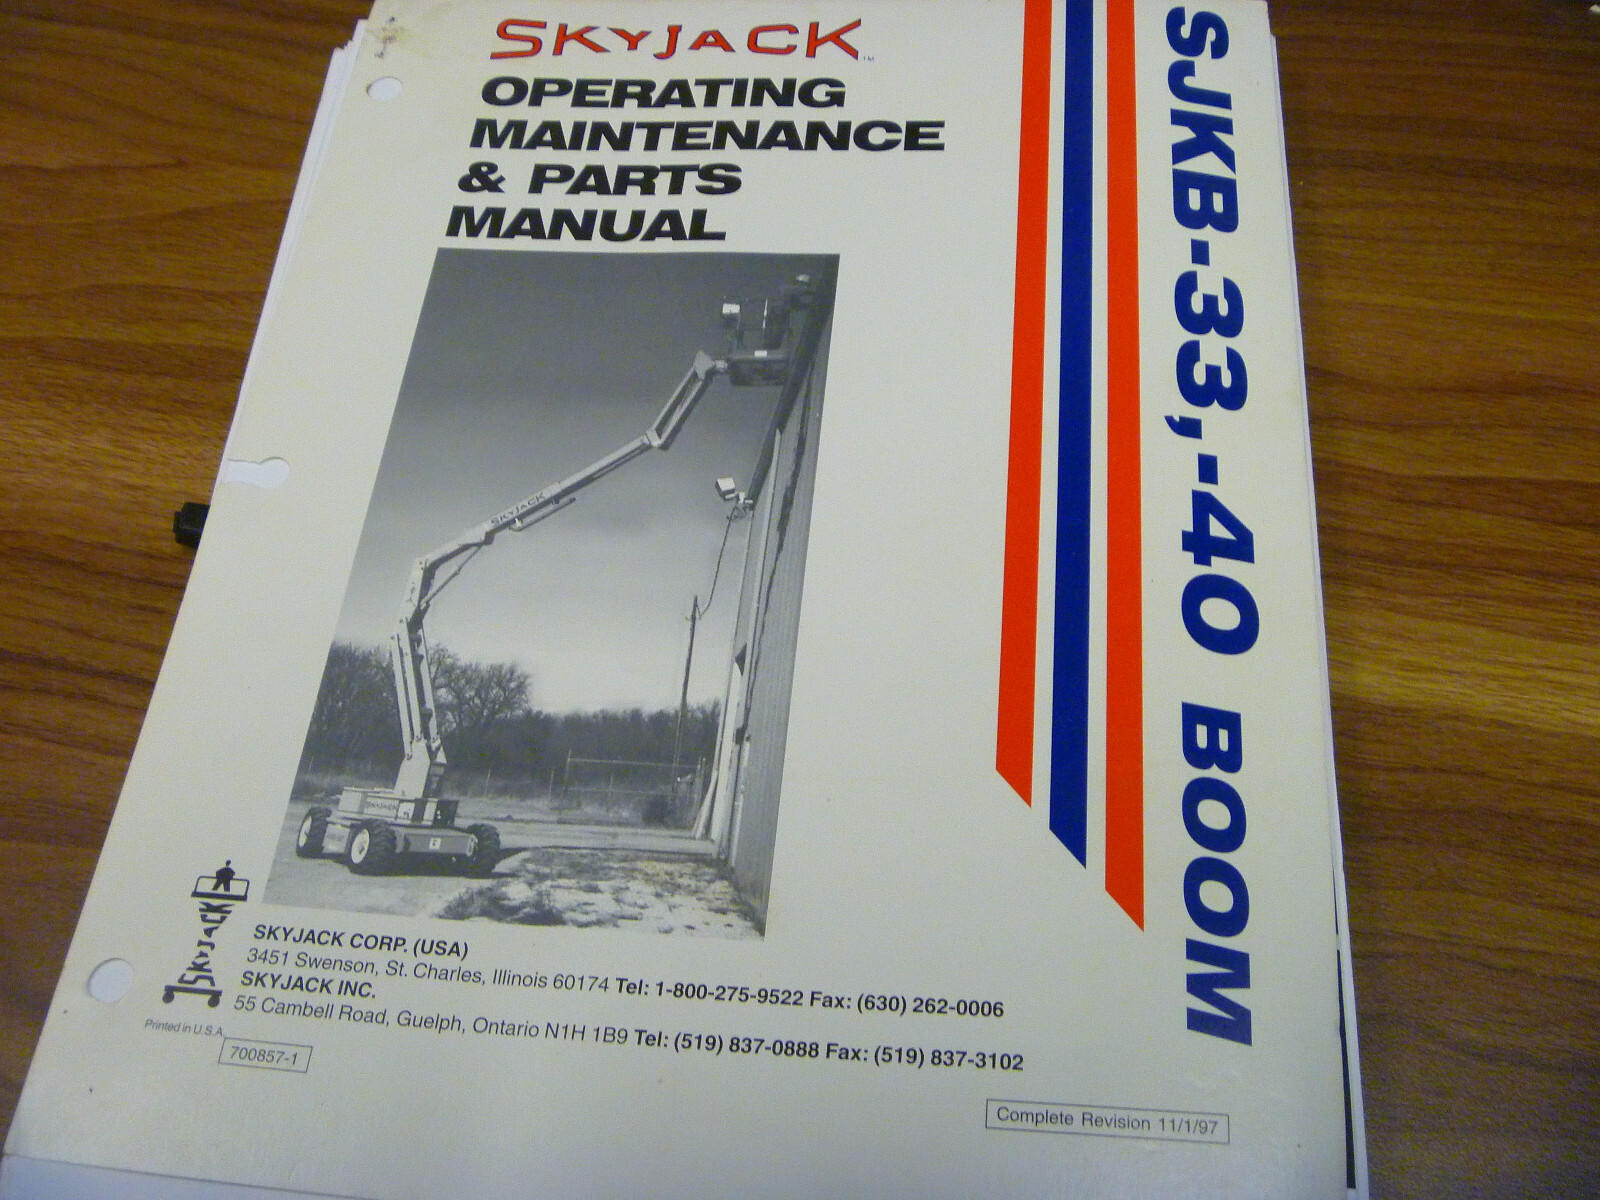 SKYJACK™
OPERATING
MAINTENANCE
& PARTS
MANUAL
SJKB-33,-40 BOOM
SKYJACK
SKYJACK
SKYJACK
SKYJACK CORP. (USA)
3451 Swenson, St. Charles, Illinois 60174 Tel: 1-800-275-9522 Fax: (630) 262-0006
SKYJACK INC.
55 Cambell Road, Guelph, Ontario N1H 1B9 Tel: (519) 837-0888 Fax: (519) 837-3102
Printed in U.S.A.
700857-1
Complete Revision 11/1/97